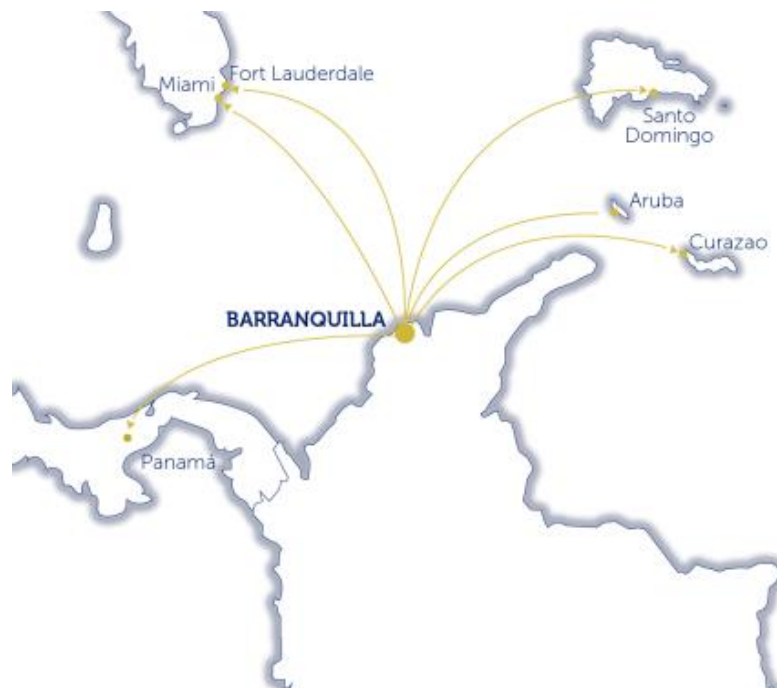 Fort Lauderdale
Miami
Santo
Domingo
Aruba
Curazao
BARRANQUILLA
Panamá